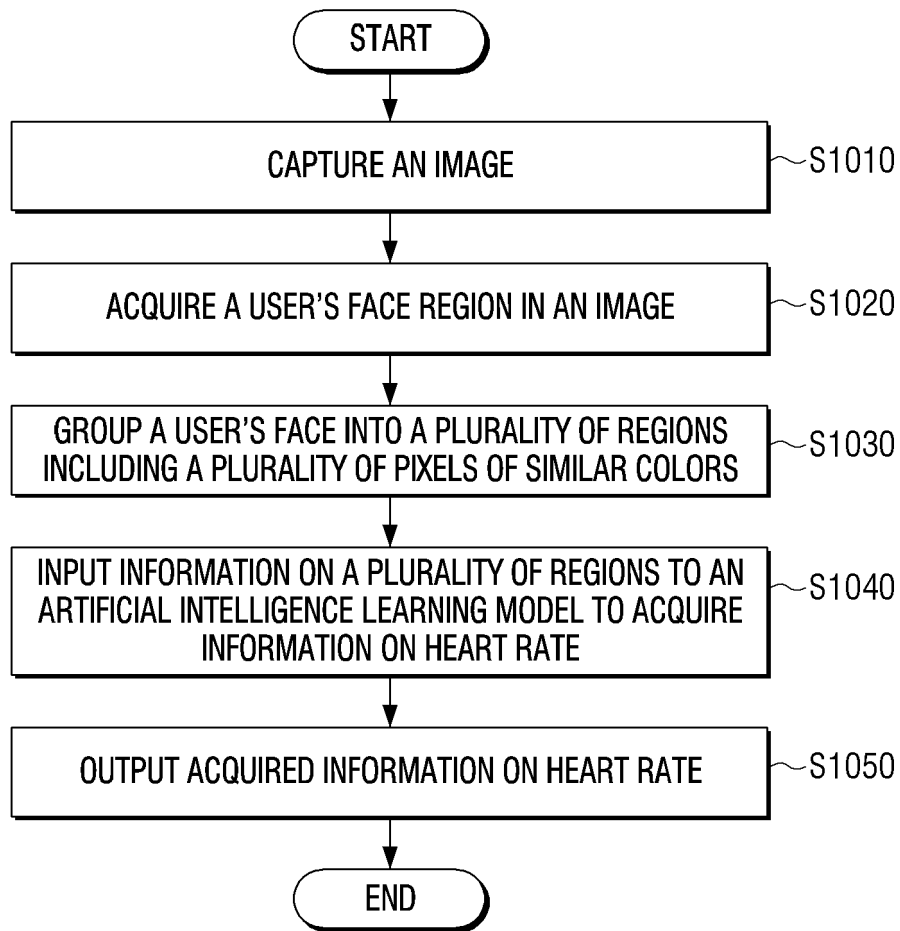 START
CAPTURE AN IMAGE
S1010
ACQUIRE A USER'S FACE REGION IN AN IMAGE
S1020
GROUP A USER'S FACE INTO A PLURALITY OF REGIONS
INCLUDING A PLURALITY OF PIXELS OF SIMILAR COLORS
S1030
INPUT INFORMATION ON A PLURALITY OF REGIONS TO AN
ARTIFICIAL INTELLIGENCE LEARNING MODEL TO ACQUIRE
INFORMATION ON HEART RATE
S1040
OUTPUT ACQUIRED INFORMATION ON HEART RATE
S1050
END